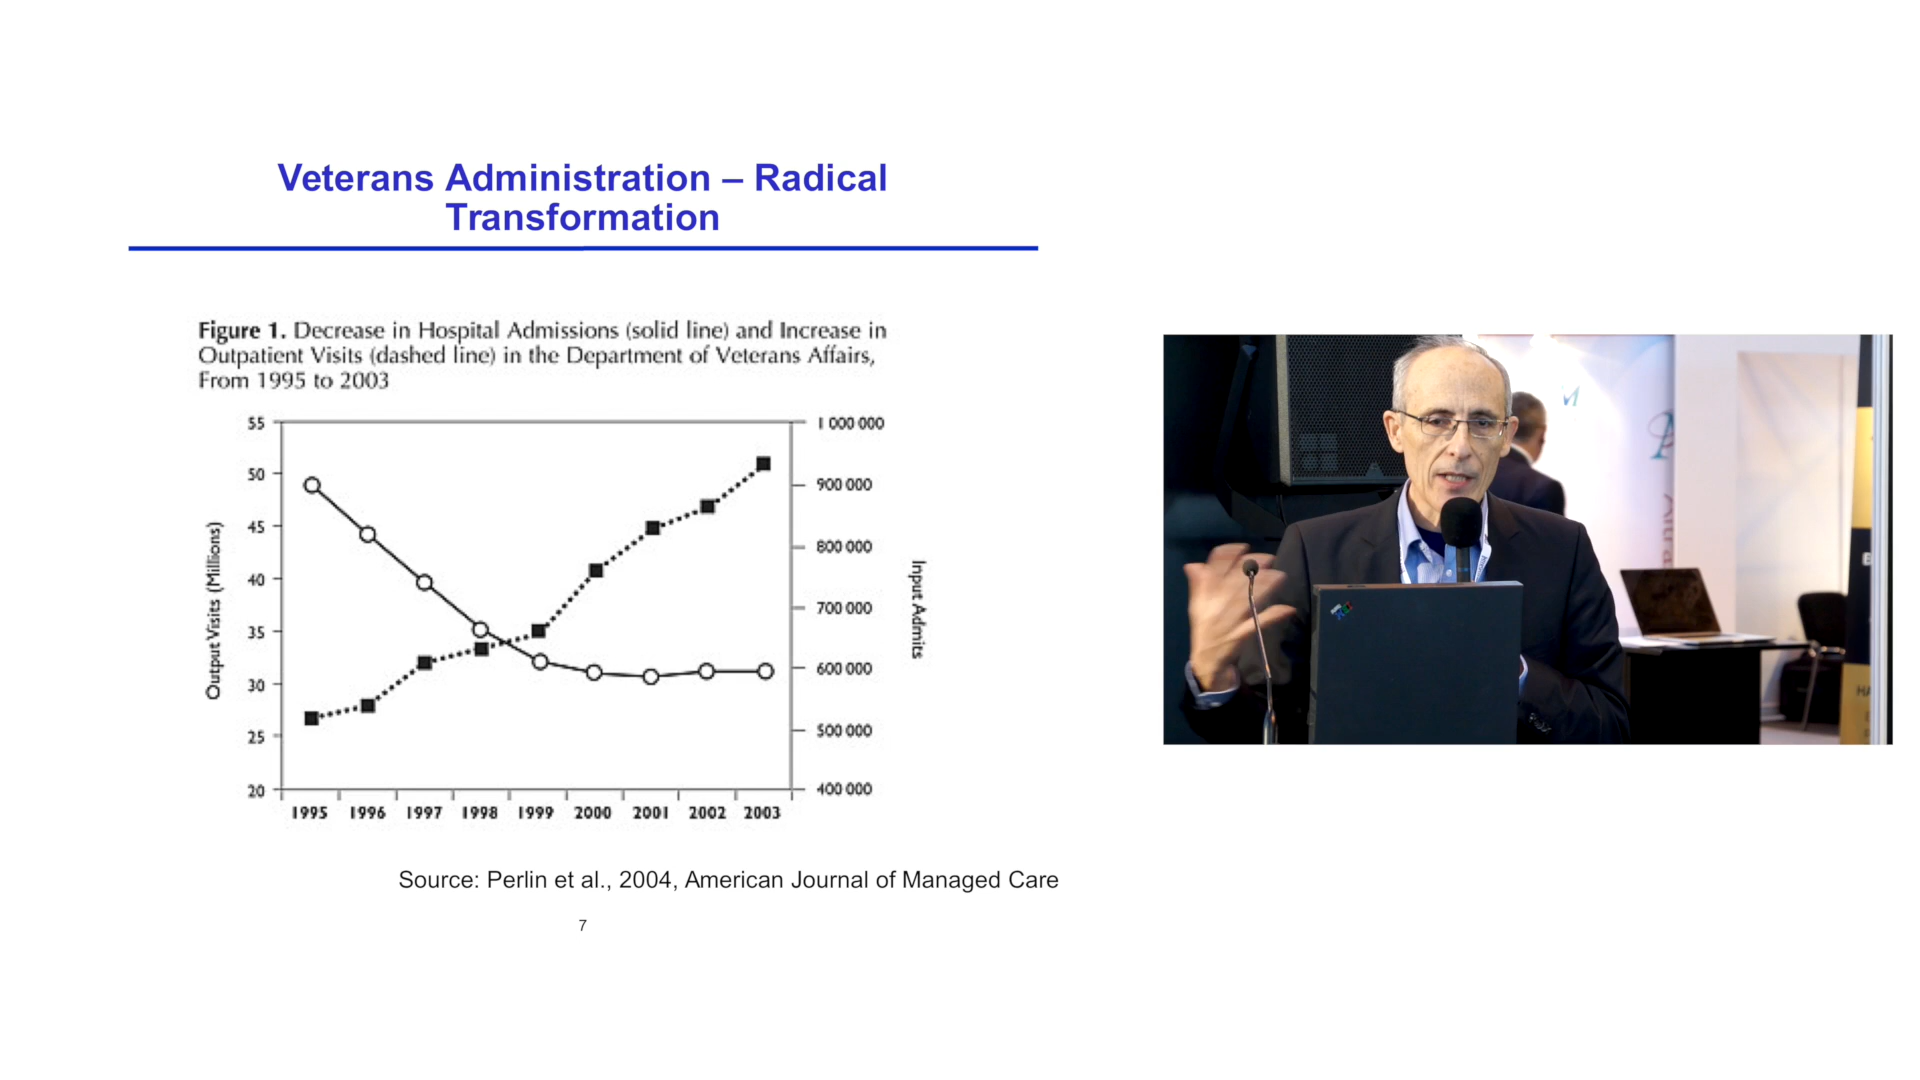 Veterans Administration – Radical
Transformation
Figure 1. Decrease in Hospital Admissions (solid line) and Increase in
Outpatient Visits (dashed line) in the Department of Veterans Affairs,
From 1995 to 2003
55
50
45
40
35
30
25
20
Output Visits (Millions)
1 000 000
900 000
800 000
700 000
600 000
500 000
400 000
Input Admits
1995 1996 1997 1998 1999 2000 2001 2002 2003
Source: Perlin et al., 2004, American Journal of Managed Care
7